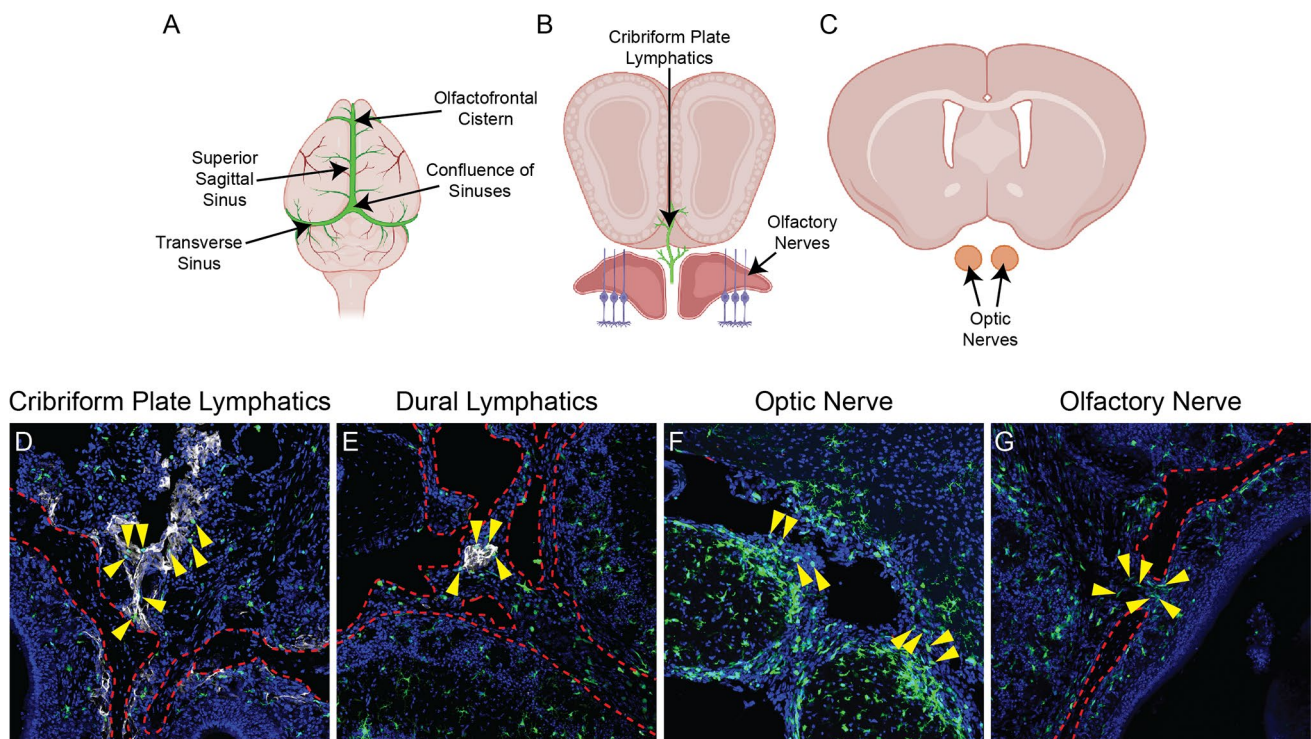 A
Olfactofrontal
Cistern
Superior
Sagittal
Sinus
Confluence of
Sinuses
Transverse
Sinus
B
Cribriform Plate
Lymphatics
Olfactory
Nerves
C
Optic
Nerves
Cribriform Plate Lymphatics
Dural Lymphatics
Optic Nerve
Olfactory Nerve
D
E
F
G